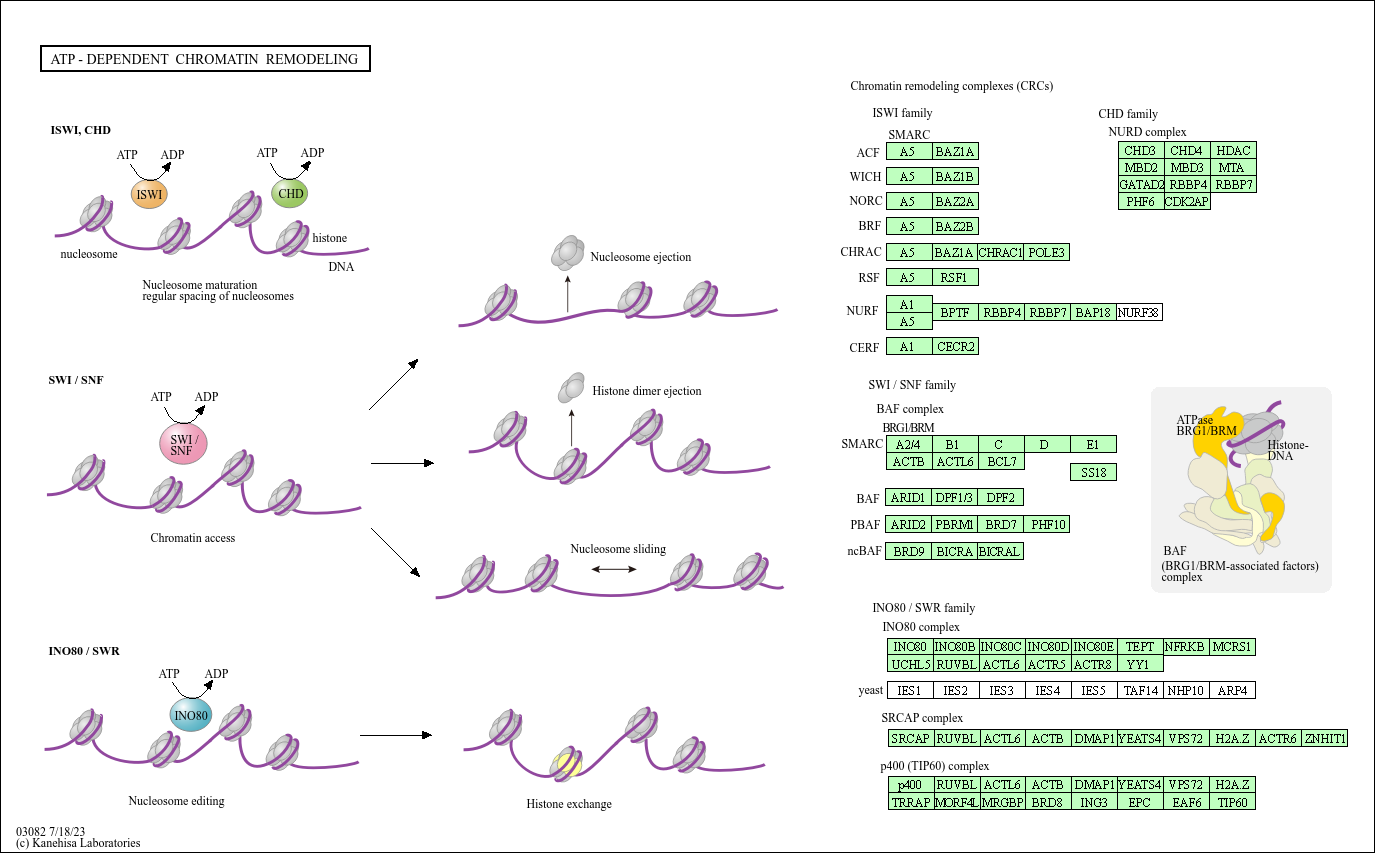 ATP - DEPENDENT CHROMATIN REMODELING
ISWI, CHD
ATP ADP
ATP ADP
ISWI
CHD
histone
nucleosome
DNA
Nucleosome maturation
regular spacing of nucleosomes
SWI / SNF
ATP ADP
SWI /
SNF
Chromatin access
Nucleosome ejection
Histone dimer ejection
Nucleosome sliding
INO80 / SWR
ATP ADP
INO80
Nucleosome editing
Histone exchange
03082 7/18/23
(c) Kanehisa Laboratories
Chromatin remodeling complexes (CRCs)
ISWI family
SMARC
ACF A5 BAZ1A
WICH A5 BAZ1B
NORC A5 BAZ2A
BRF A5 BAZ2B
CHRAC A5 BAZ1A CHRAC1 POLE3
RSF A5 RSF1
NURF A1 BPTF RBBP4 RBBP7 BAP18 NURF38
A5
CERF A1 CECR2
CHD family
NURD complex
CHD3 CHD4 HDAC
MBD2 MBD3 MTA
GATAD2 RBBP4 RBBP7
PHF6 CDK2AP
SWI / SNF family
BAF complex
BRG1/BRM
SMARC A2/4 B1 C D E1
ACTB ACTL6 BCL7
SS18
BAF ARID1 DPF1/3 DPF2
PBAF ARID2 PBRM1 BRD7 PHF10
ncBAF BRD9 BICRA BICRAL
ATPase
BRG1/BRM
Histone-
DNA
BAF
(BRG1/BRM-associated factors)
complex
INO80 / SWR family
INO80 complex
INO80 INO80B INO80C INO80D INO80E TEPT NFRKB MCRS1
UCHL5 RUVBL ACTL6 ACTR5 ACTR8 YY1
yeast IES1 IES2 IES3 IES4 IES5 TAF14 NHP10 ARP4
SRCAP complex
SRCAP RUVBL ACTL6 ACTB DMAP1 YEATS4 VPS72 H2A.Z ACTR6 ZNHIT1
p400 (TIP60) complex
p400 RUVBL ACTL6 ACTB DMAP1 YEATS4 VPS72 H2A.Z
TRRAP MORF4L MRGBP BRD8 ING3 EPC EAF6 TIP60